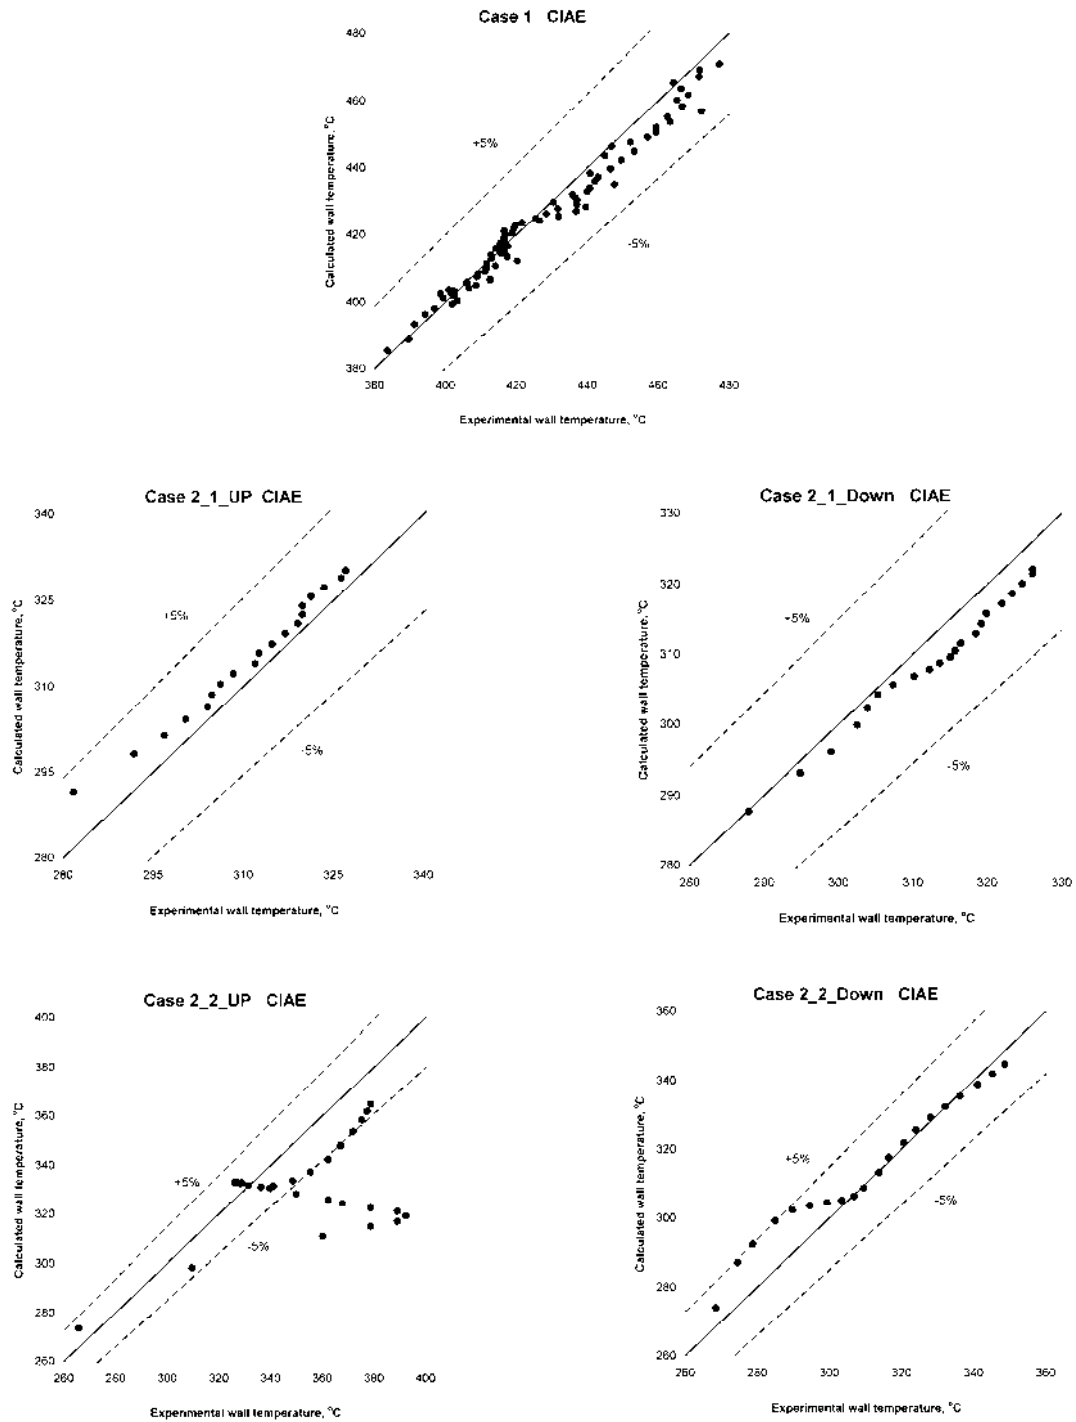 Case 1 CIAE
480
460
440
420
400
380
Calculated wall temperature, °C
+5%
-5%
380 400 420 440 460 480
Experimental wall temperature, °C
Case 2_1_UP CIAE
340
325
310
295
280
Calculated wall temperature, °C
+5%
-5%
280 295 310 325 340
Experimental wall temperature, °C
Case 2_1_Down CIAE
330
320
310
300
290
280
Calculated wall temperature, °C
+5%
-5%
280 290 300 310 320 330
Experimental wall temperature, °C
Case 2_2_UP CIAE
400
380
360
340
320
300
280
260
Calculated wall temperature, °C
+5%
-5%
260 280 300 320 340 360 380 400
Experimental wall temperature, °C
Case 2_2_Down CIAE
360
340
320
300
280
260
Calculated wall temperature, °C
+5%
-5%
260 280 300 320 340 360
Experimental wall temperature, °C